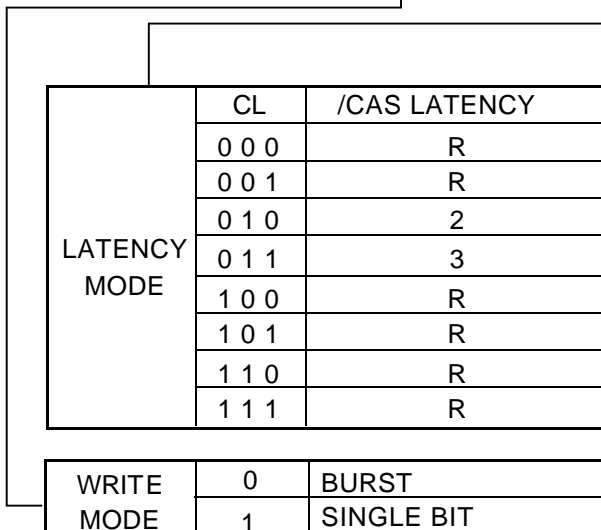 CL /CAS LATENCY
0 0 0 R
0 0 1 R
0 1 0 2
LATENCY MODE
0 1 1 3
1 0 0 R
1 0 1 R
1 1 0 R
1 1 1 R
WRITE MODE
0 BURST
1 SINGLE BIT